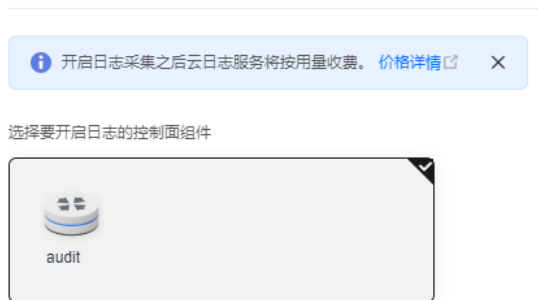 开启日志采集之后云日志服务将按用量收费。 价格详情
选择要开启日志的控制面组件
audit